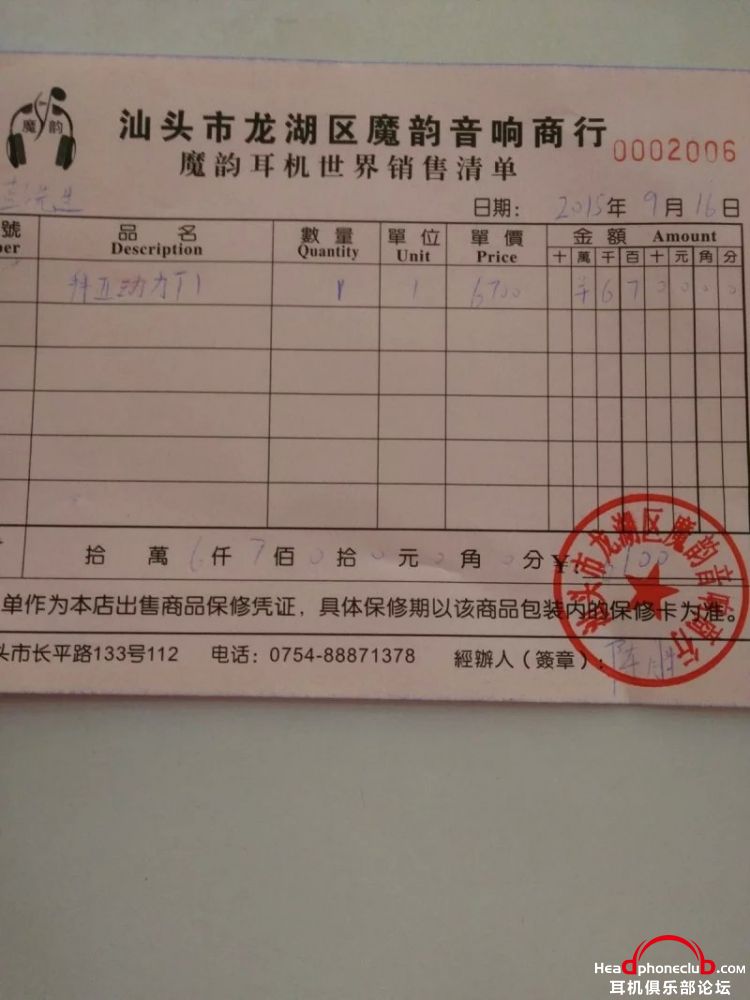 魔韵
汕头市龙湖区魔韵音响商行
0002006
魔韵耳机世界销售清单
彭先生
日期: 2015年9月16日
號 品名 數量 單位 單價 金額 Amount
ber Description Quantity Unit Price 十萬千百十元角分
拜亚动力T1 1 1 6700 ¥670000
拾 萬 6仟 7佰 0拾 0元 0角 0分 ¥: 6700
单作为本店出售商品保修凭证，具体保修期以该商品包装内的保修卡为准。
头市长平路133号112 电话: 0754-88871378 經辦人（簽章）:
汕头市龙湖区魔韵音响商行
HeadphoneclubD.com
耳机俱乐部论坛